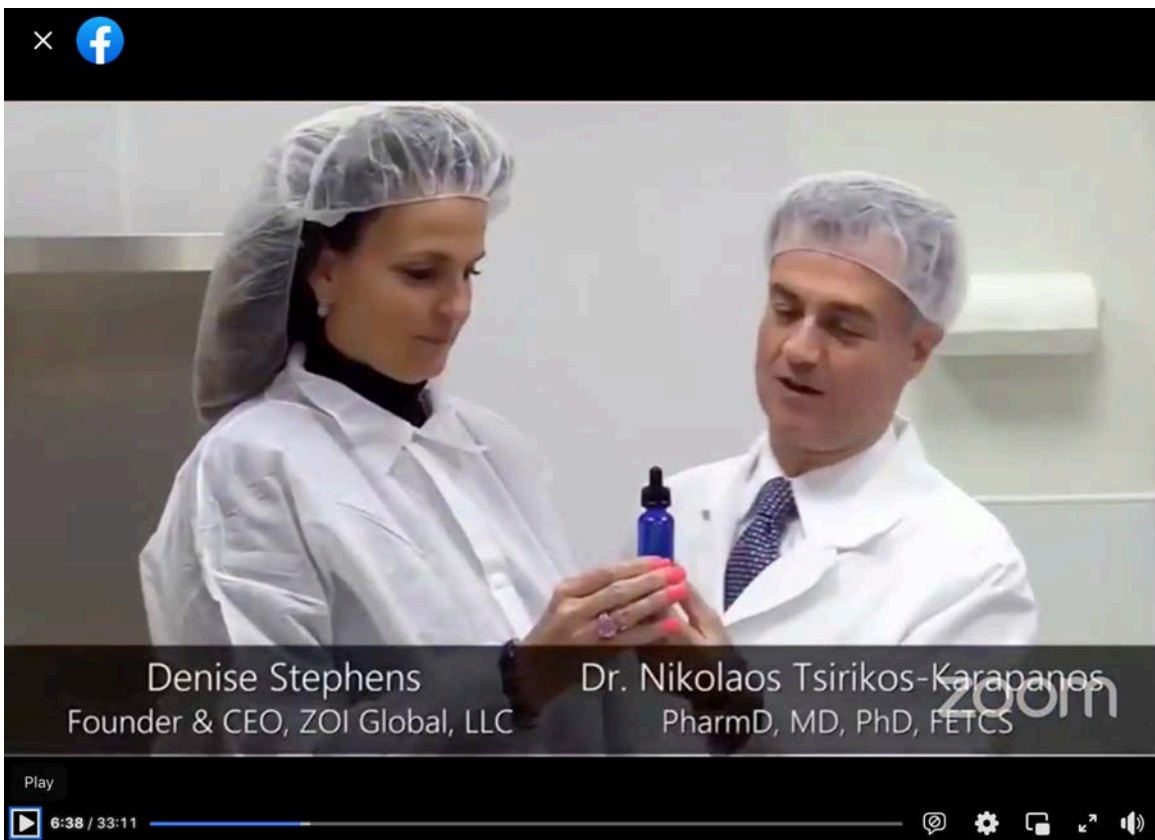 Denise Stephens
Founder & CEO, ZOI Global, LLC
Dr. Nikolaos Tsirikos-Karapanos
PharmD, MD, PhD, FETCS
zoom
Play
6:38 / 33:11